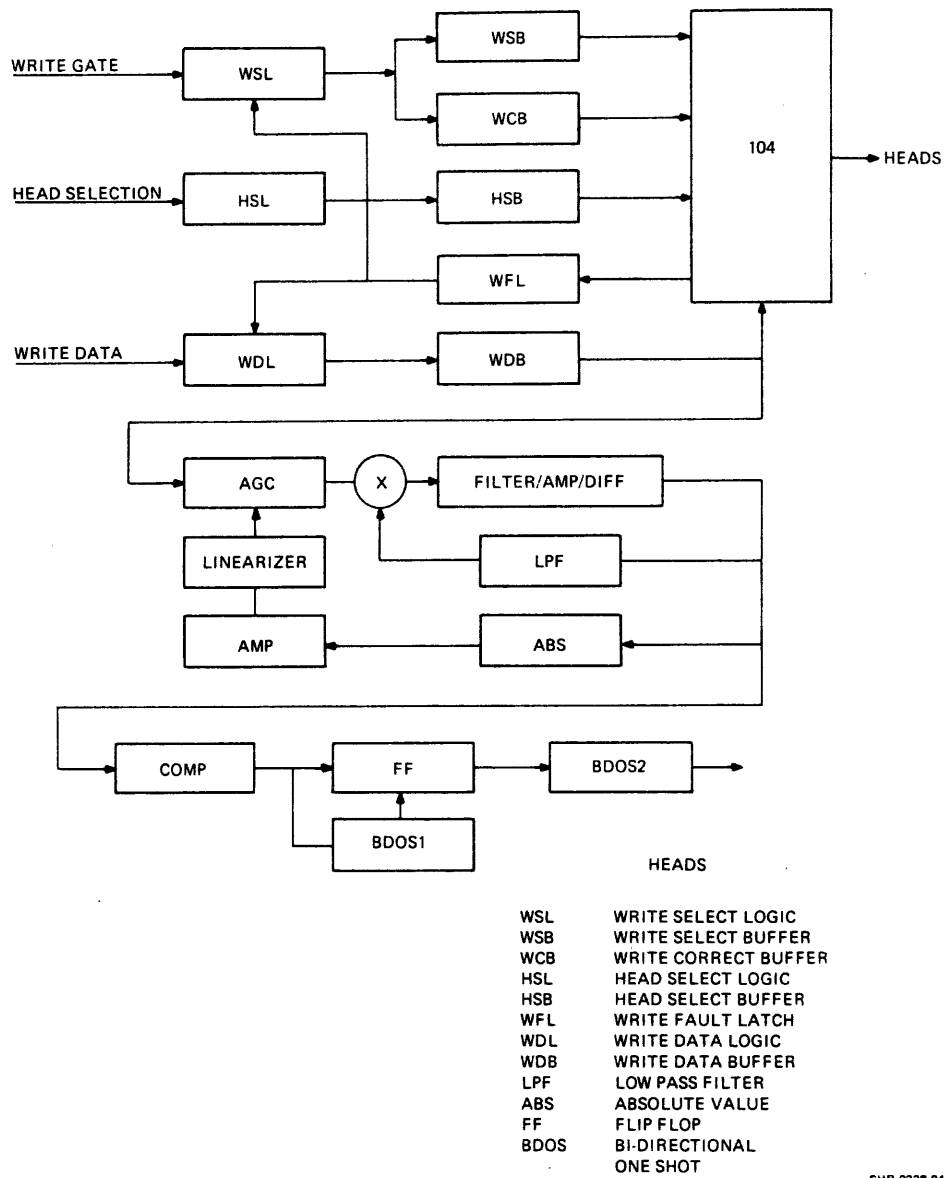 WRITE GATE
WSL
WSB
WCB
104
HEADS
HEAD SELECTION
HSL
HSB
WFL
WRITE DATA
WDL
WDB
AGC
X
FILTER/AMP/DIFF
LINEARIZER
LPF
AMP
ABS
COMP
FF
BDOS2
BDOS1
HEADS
WSL WRITE SELECT LOGIC
WSB WRITE SELECT BUFFER
WCB WRITE CORRECT BUFFER
HSL HEAD SELECT LOGIC
HSB HEAD SELECT BUFFER
WFL WRITE FAULT LATCH
WDL WRITE DATA LOGIC
WDB WRITE DATA BUFFER
LPF LOW PASS FILTER
ABS ABSOLUTE VALUE
FF FLIP FLOP
BDOS BI-DIRECTIONAL
ONE SHOT